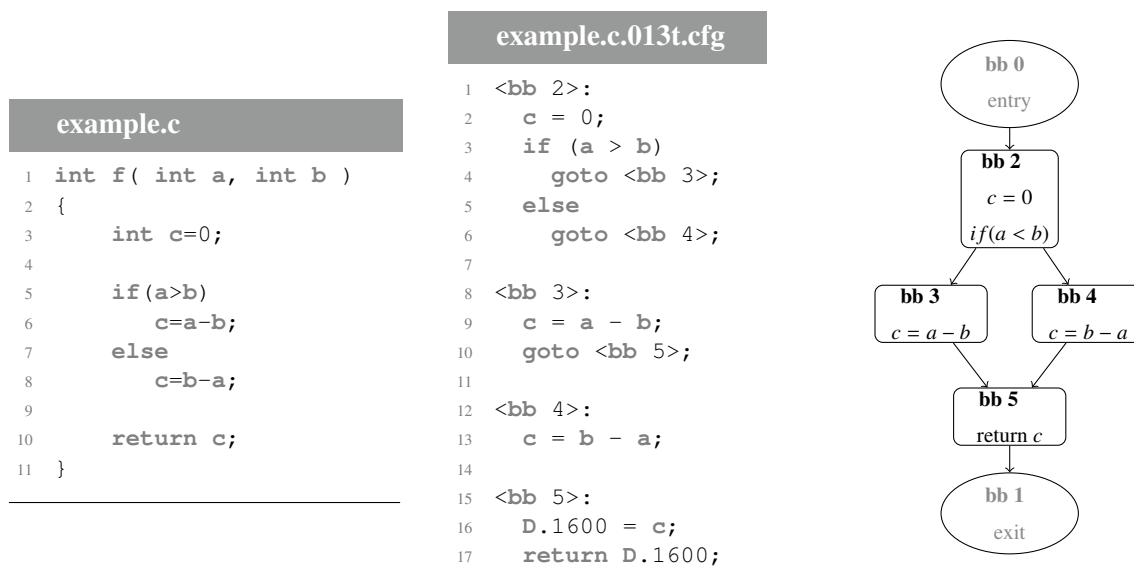 example.c
1 int f( int a, int b )
2 {
3 int c=0;
4
5 if(a>b)
6 c=a-b;
7 else
8 c=b-a;
9
10 return c;
11 }
example.c.013t.cfg
1 <bb 2>:
2 c = 0;
3 if (a > b)
4 goto <bb 3>;
5 else
6 goto <bb 4>;
7
8 <bb 3>:
9 c = a - b;
10 goto <bb 5>;
11
12 <bb 4>:
13 c = b - a;
14
15 <bb 5>:
16 D.1600 = c;
17 return D.1600;
bb 0
entry
bb 2
c = 0
if(a < b)
bb 3
c = a − b
bb 4
c = b − a
bb 5
return c
bb 1
exit